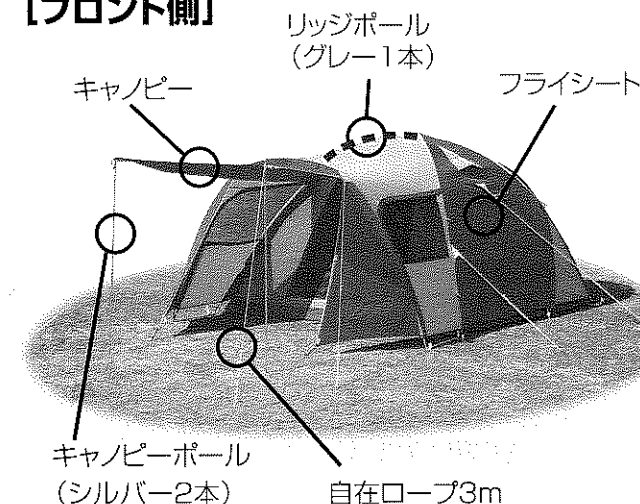 [フロント側]
リッジポール
(グレー1本)
キャノピー
フライシート
キャノピーポール
(シルバー2本)
自在ロープ3m